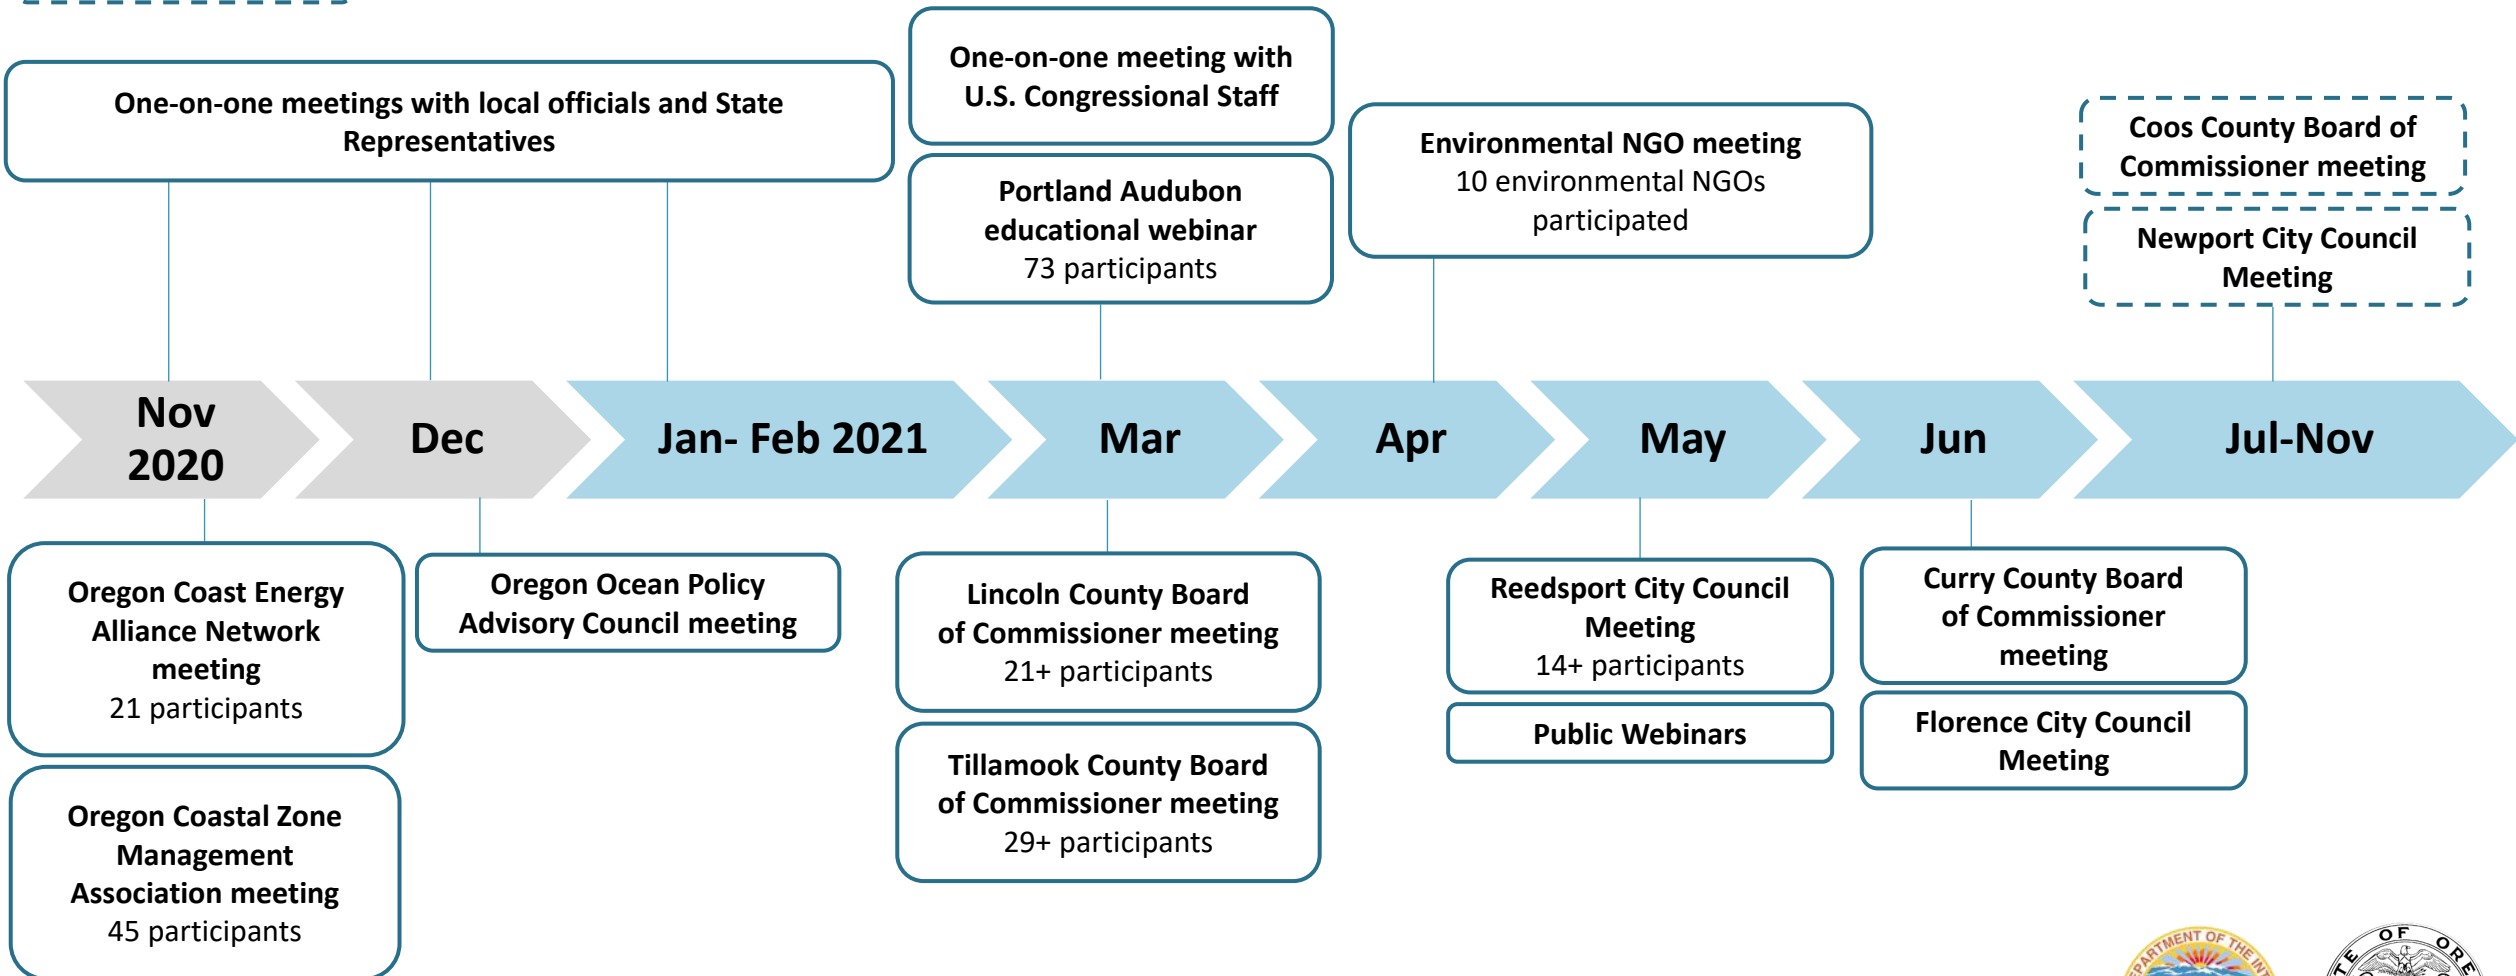 One-on-one meetings with local officials and State
Representatives
One-on-one meeting with
U.S. Congressional Staff
Portland Audubon
educational webinar
73 participants
Environmental NGO meeting
10 environmental NGOs
participated
Coos County Board of
Commissioner meeting
Newport City Council
Meeting
Nov
2020
Dec
Jan- Feb 2021
Mar
Apr
May
Jun
Jul-Nov
Oregon Coast Energy
Alliance Network
meeting
21 participants
Oregon Coastal Zone
Management
Association meeting
45 participants
Oregon Ocean Policy
Advisory Council meeting
Lincoln County Board
of Commissioner meeting
21+ participants
Tillamook County Board
of Commissioner meeting
29+ participants
Reedsport City Council
Meeting
14+ participants
Public Webinars
Curry County Board
of Commissioner
meeting
Florence City Council
Meeting
OF THE
OF